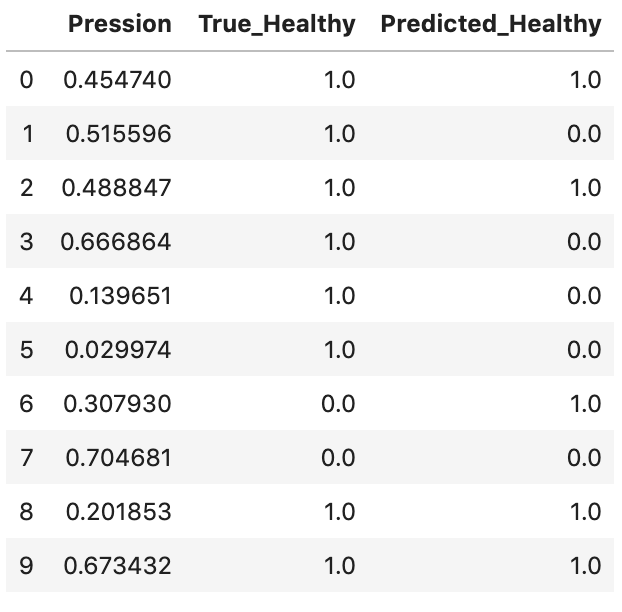 Pression True_Healthy Predicted_Healthy
0 0.454740 1.0 1.0
1 0.515596 1.0 0.0
2 0.488847 1.0 1.0
3 0.666864 1.0 0.0
4 0.139651 1.0 0.0
5 0.029974 1.0 0.0
6 0.307930 0.0 1.0
7 0.704681 0.0 0.0
8 0.201853 1.0 1.0
9 0.673432 1.0 1.0